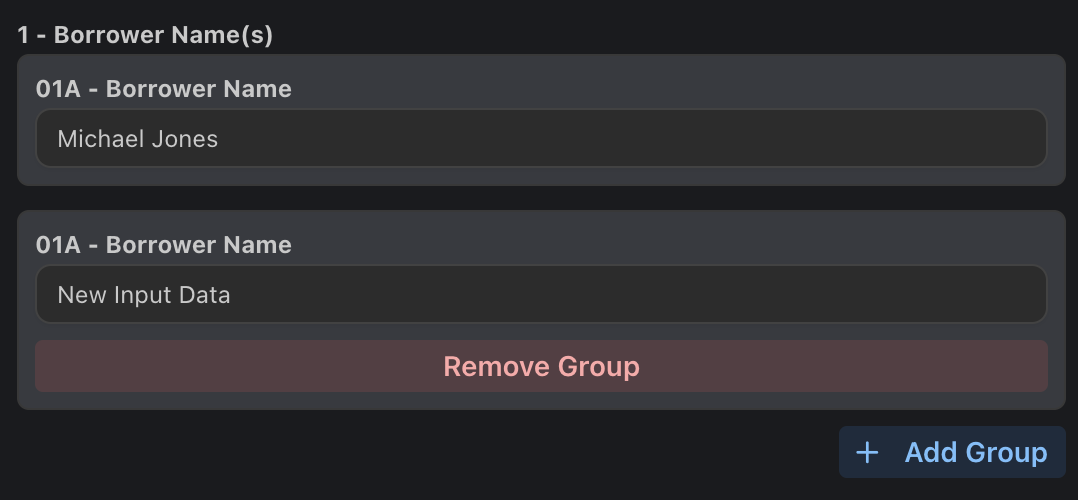 1 - Borrower Name(s)
01A - Borrower Name
Michael Jones
01A - Borrower Name
New Input Data
Remove Group
+ Add Group